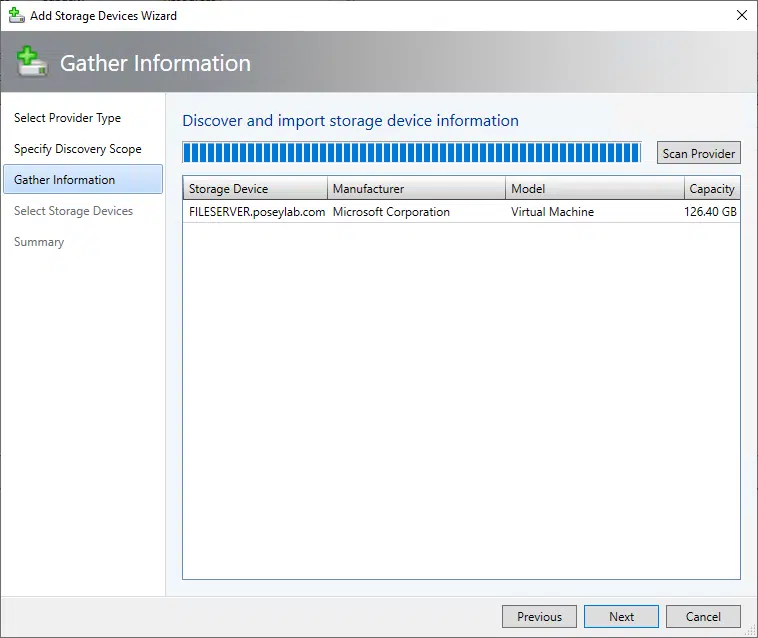 Add Storage Devices Wizard
Gather Information
Select Provider Type
Specify Discovery Scope
Gather Information
Select Storage Devices
Summary
Discover and import storage device information
Scan Provider
Storage Device Manufacturer Model Capacity
FILESERVER.poseylab.com Microsoft Corporation Virtual Machine 126.40 GB
Previous Next Cancel